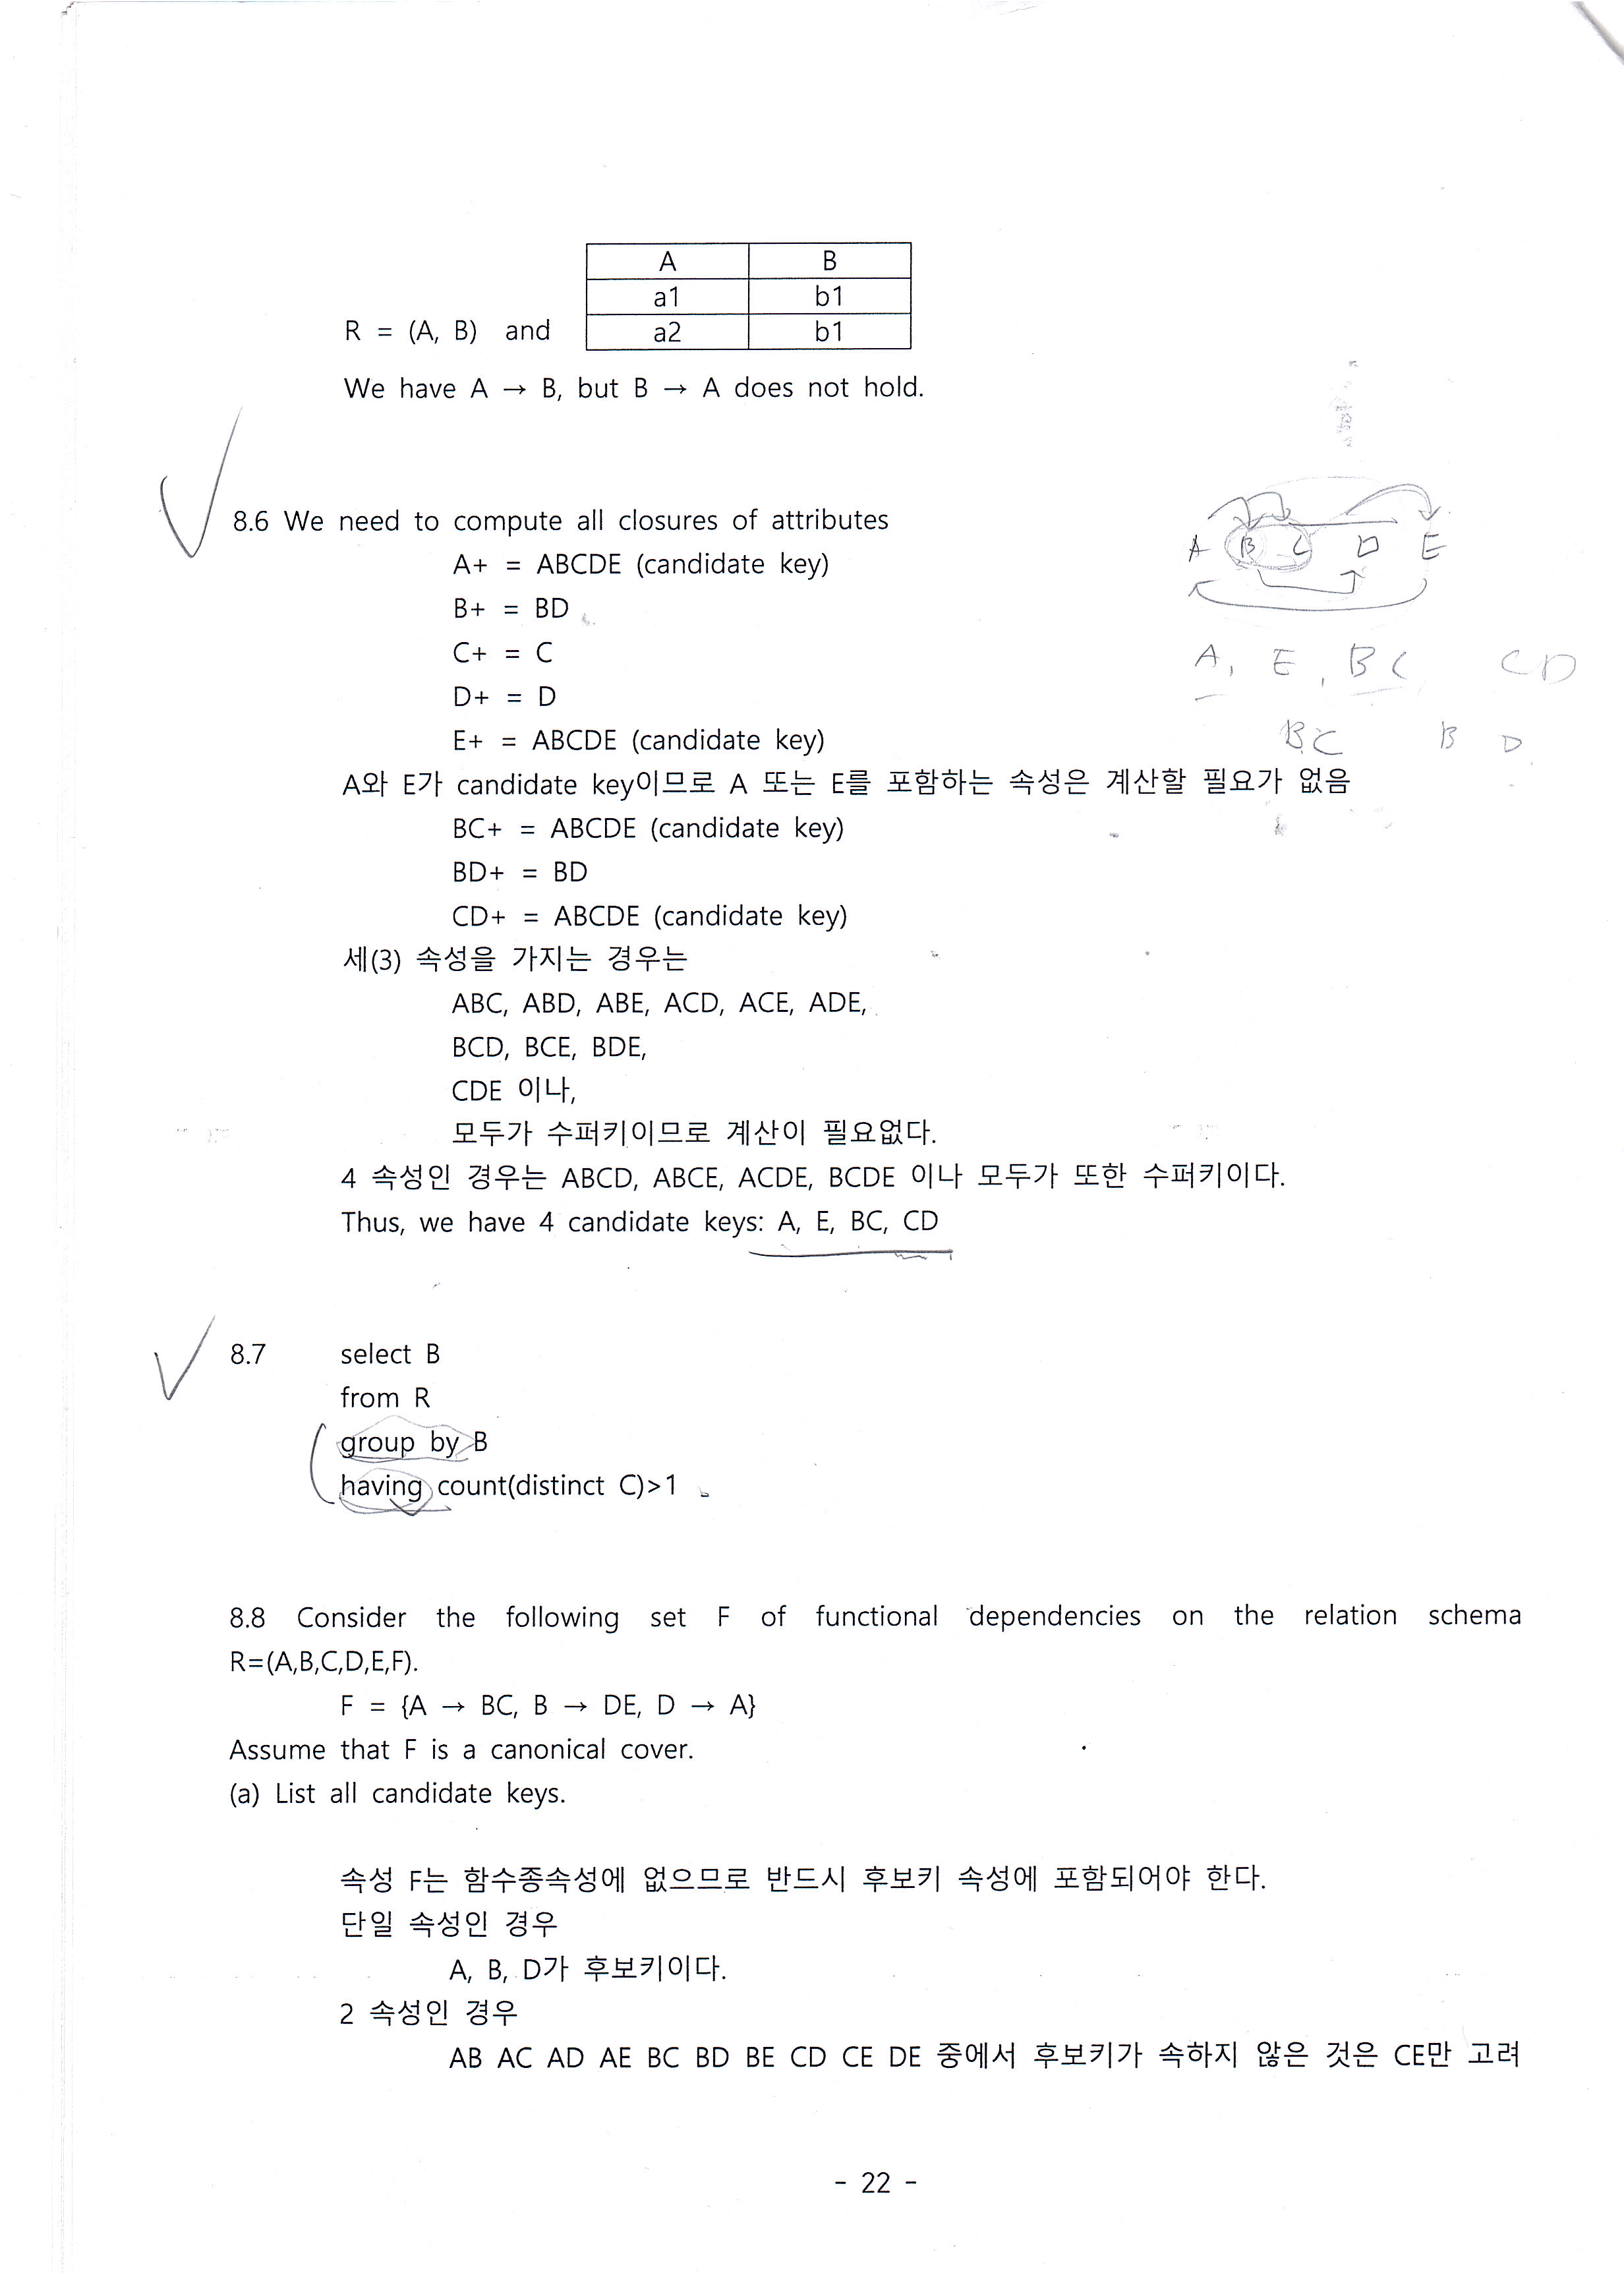 A B
a1 b1
R = (A, B) and a2 b1
We have A → B, but B → A does not hold.
8.6 We need to compute all closures of attributes
A+ = ABCDE (candidate key)
A B C D E
B+ = BD
C+ = C
A, E, BC CD
D+ = D
E+ = ABCDE (candidate key)
BC B D
A와 E가 candidate key이므로 A 또는 E를 포함하는 속성은 계산할 필요가 없음
BC+ = ABCDE (candidate key)
BD+ = BD
CD+ = ABCDE (candidate key)
세(3) 속성을 가지는 경우는
ABC, ABD, ABE, ACD, ACE, ADE,
BCD, BCE, BDE,
CDE 이나,
모두가 수퍼키이므로 계산이 필요없다.
4 속성인 경우는 ABCD, ABCE, ACDE, BCDE 이나 모두가 또한 수퍼키이다.
Thus, we have 4 candidate keys: A, E, BC, CD
8.7 select B
from R
group by B
having count(distinct C)>1
8.8 Consider the following set F of functional dependencies on the relation schema
R=(A,B,C,D,E,F).
F = {A → BC, B → DE, D → A}
Assume that F is a canonical cover.
(a) List all candidate keys.
속성 F는 함수종속성에 없으므로 반드시 후보키 속성에 포함되어야 한다.
단일 속성인 경우
A, B, D가 후보키이다.
2 속성인 경우
AB AC AD AE BC BD BE CD CE DE 중에서 후보키가 속하지 않은 것은 CE만 고려
- 22 -